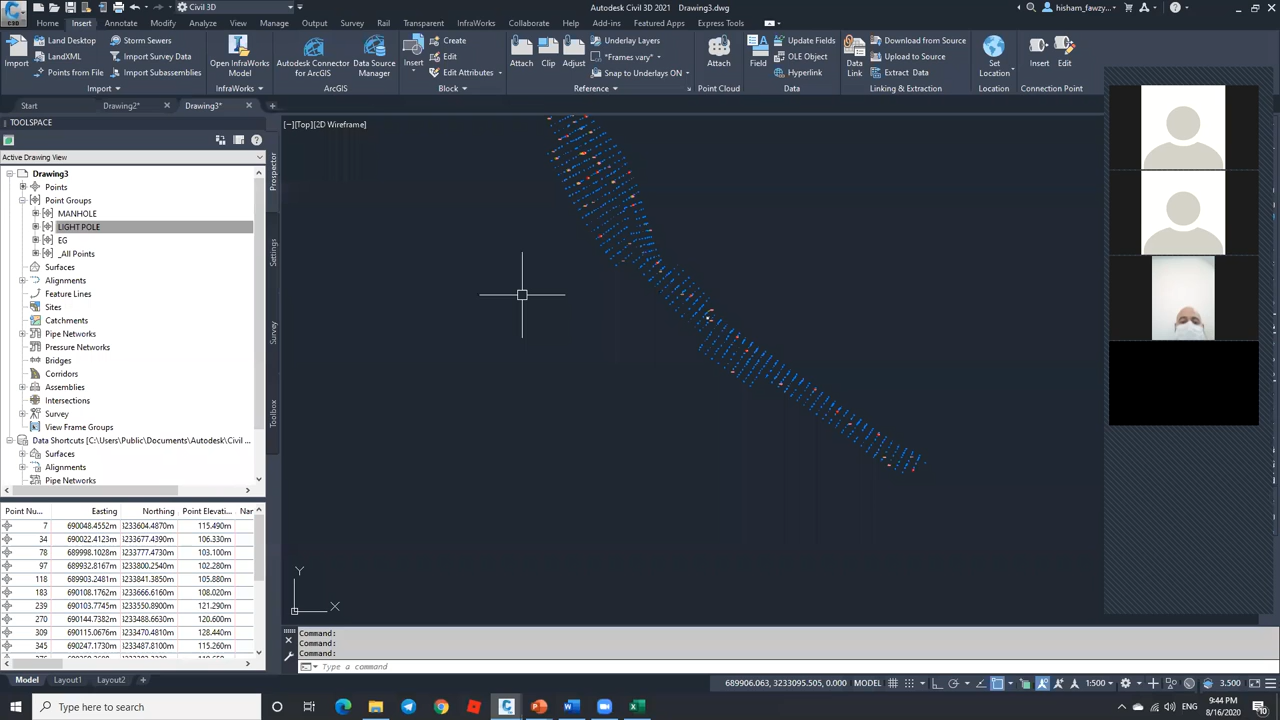 C3D
Civil 3D
Share
Autodesk Civil 3D 2021 Drawing3.dwg
Type a keyword or phrase
hisham_fawzy...
Home Insert Annotate Modify Analyze View Manage Output Survey Rail Transparent InfraWorks Collaborate Help Add-ins Featured Apps Express Tools
Import
Land Desktop
LandXML
Points from File
Storm Sewers
Import Survey Data
Import Subassemblies
Import
Open InfraWorks Model
InfraWorks
Autodesk Connector for ArcGIS
Data Source Manager
ArcGIS
Insert
Create
Edit
Edit Attributes
Block
Attach Clip Adjust
Underlay Layers
*Frames vary*
Snap to Underlays ON
Reference
Attach
Point Cloud
Field
Update Fields
OLE Object
Hyperlink
Data
Data Link
Download from Source
Upload to Source
Extract Data
Linking & Extraction
Set Location
Location
Insert Edit
Connection Point
Start Drawing2* Drawing3*
TOOLSPACE
Active Drawing View
Drawing3
Points
Point Groups
MANHOLE
LIGHT POLE
EG
_All Points
Surfaces
Alignments
Feature Lines
Sites
Catchments
Pipe Networks
Pressure Networks
Bridges
Corridors
Assemblies
Intersections
Survey
View Frame Groups
Data Shortcuts [C:\Users\Public\Documents\Autodesk\Civil ...
Surfaces
Alignments
Pipe Networks
Prospector
Settings
Survey
Toolbox
[−][Top][2D Wireframe]
Point Nu... Easting Northing Point Elevati... Nar
7 690048.4552m 3233604.4870m 115.490m
34 690022.4123m 3233677.4390m 106.330m
78 689998.1028m 3233777.4730m 103.100m
97 689932.8167m 3233800.2540m 102.280m
118 689903.2481m 3233841.3850m 105.880m
183 690108.1762m 3233666.6160m 108.020m
239 690103.7745m 3233550.8900m 121.290m
270 690144.7382m 3233488.6630m 120.600m
309 690115.0676m 3233470.4810m 128.440m
345 690247.1730m 3233487.8100m 115.260m
Y
X
Command:
Command:
Command:
Type a command
Model Layout1 Layout2 +
689906.063, 3233095.505, 0.000 MODEL 1:500 3.500
Type here to search
9:44 PM
8/16/2020